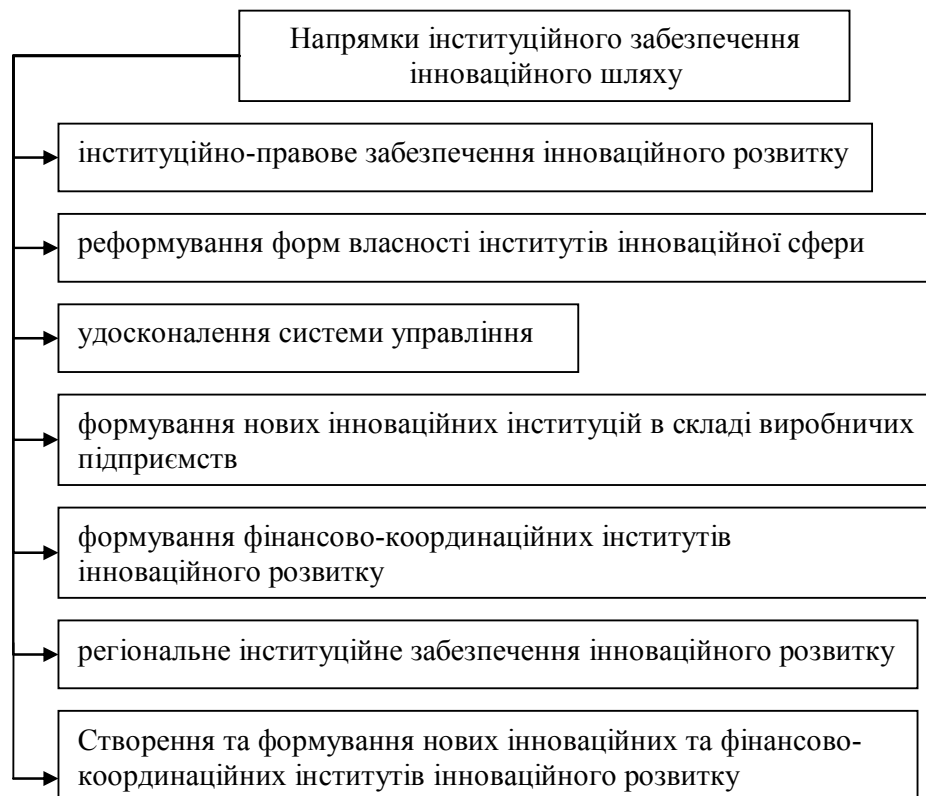 Напрямки інституційного забезпечення
інноваційного шляху
інституційно-правове забезпечення інноваційного розвитку
реформування форм власності інститутів інноваційної сфери
удосконалення системи управління
формування нових інноваційних інституцій в складі виробничих
підприємств
формування фінансово-координаційних інститутів
інноваційного розвитку
регіональне інституційне забезпечення інноваційного розвитку
Створення та формування нових інноваційних та фінансово-
координаційних інститутів інноваційного розвитку